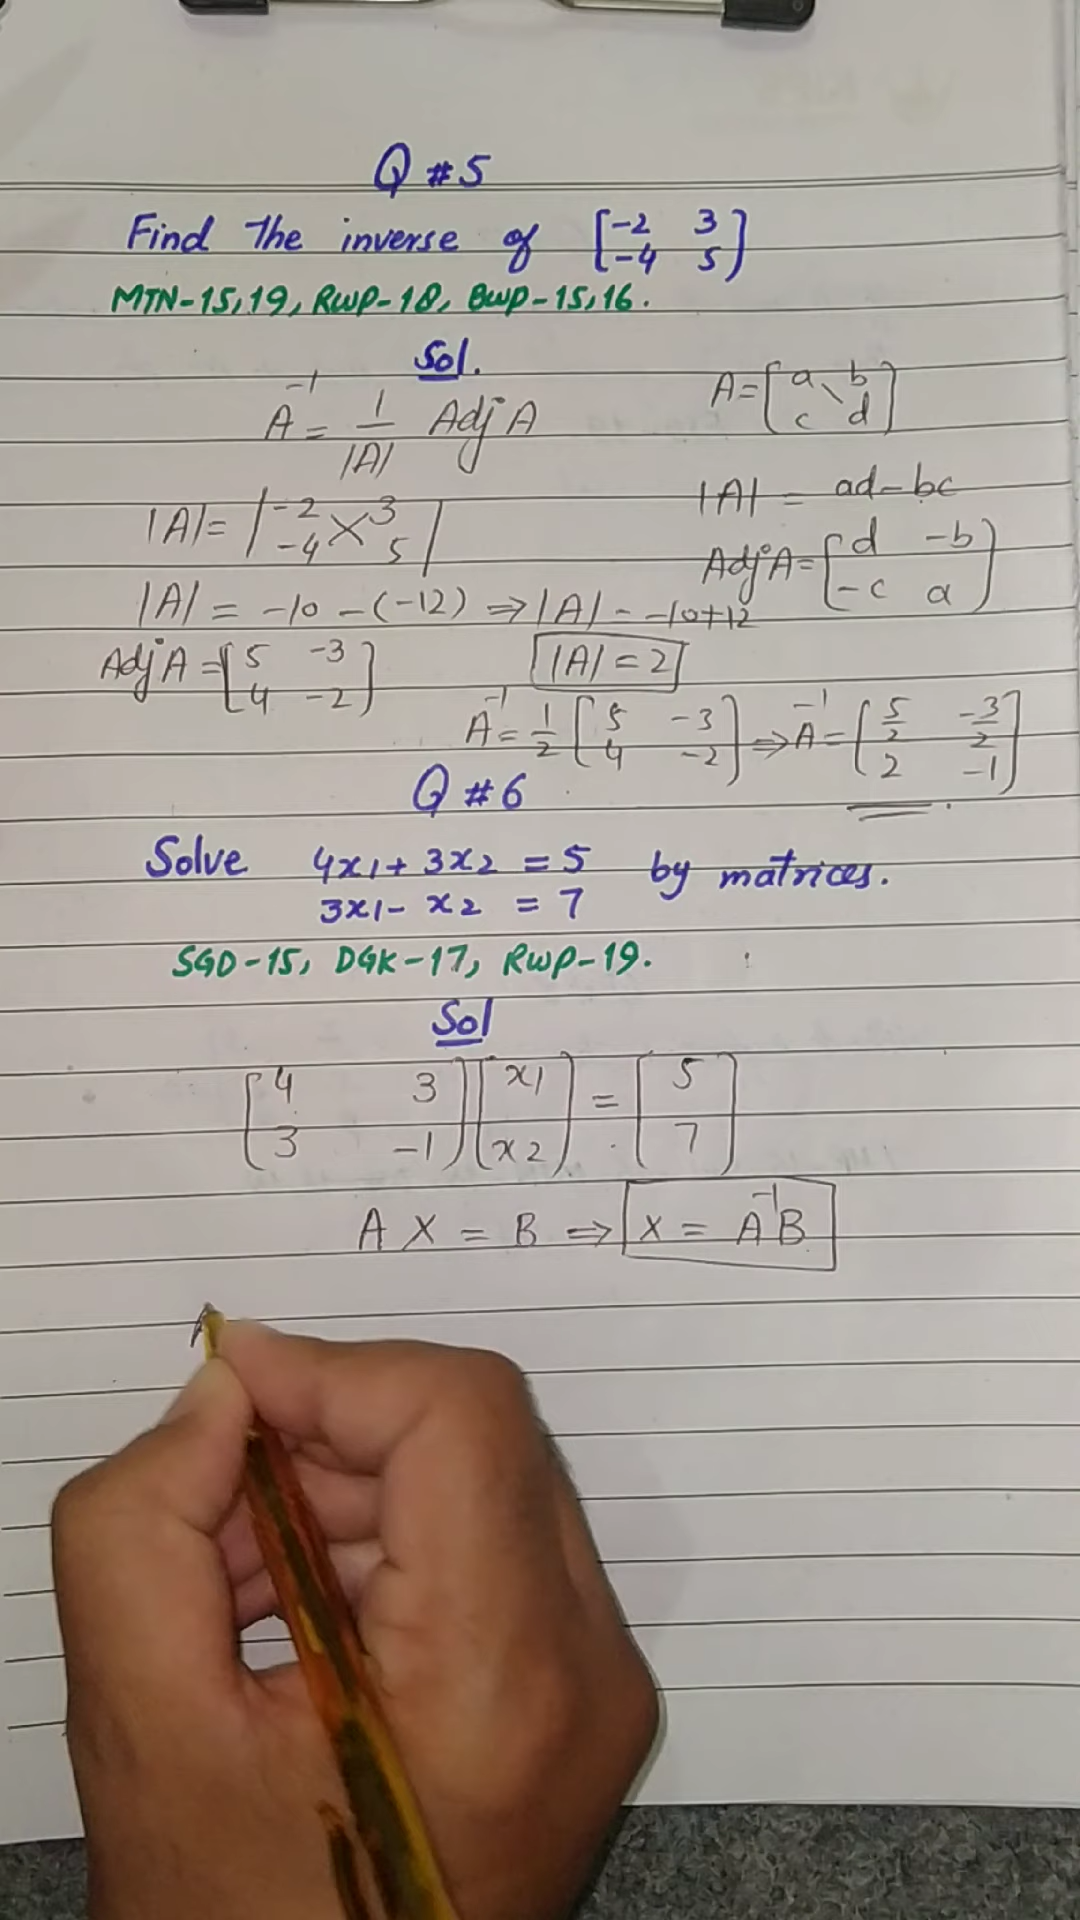 Q #5
Find the inverse of [-2 3
-4 5]
MTN-15,19, RWP-18, BWP-15,16.
Sol.
A⁻¹ = 1/|A| Adj A
A = [a b
c d]
|A| = ad - bc
|A| = |-2 3
-4 5|
Adj A = [d -b
-c a]
|A| = -10 -(-12) ⇒ |A| = -10+12
Adj A = [5 -3
4 -2]
|A| = 2
A⁻¹ = 1/2 [5 -3
4 -2] ⇒ A⁻¹ = [5/2 -3/2
2 -1]
Q #6
Solve 4x1 + 3x2 = 5 by matrices.
3x1 - x2 = 7
SGD-15, DGK-17, RWP-19.
Sol
[4 3
3 -1] [x1
x2] = [5
7]
A X = B ⇒ X = A⁻¹B